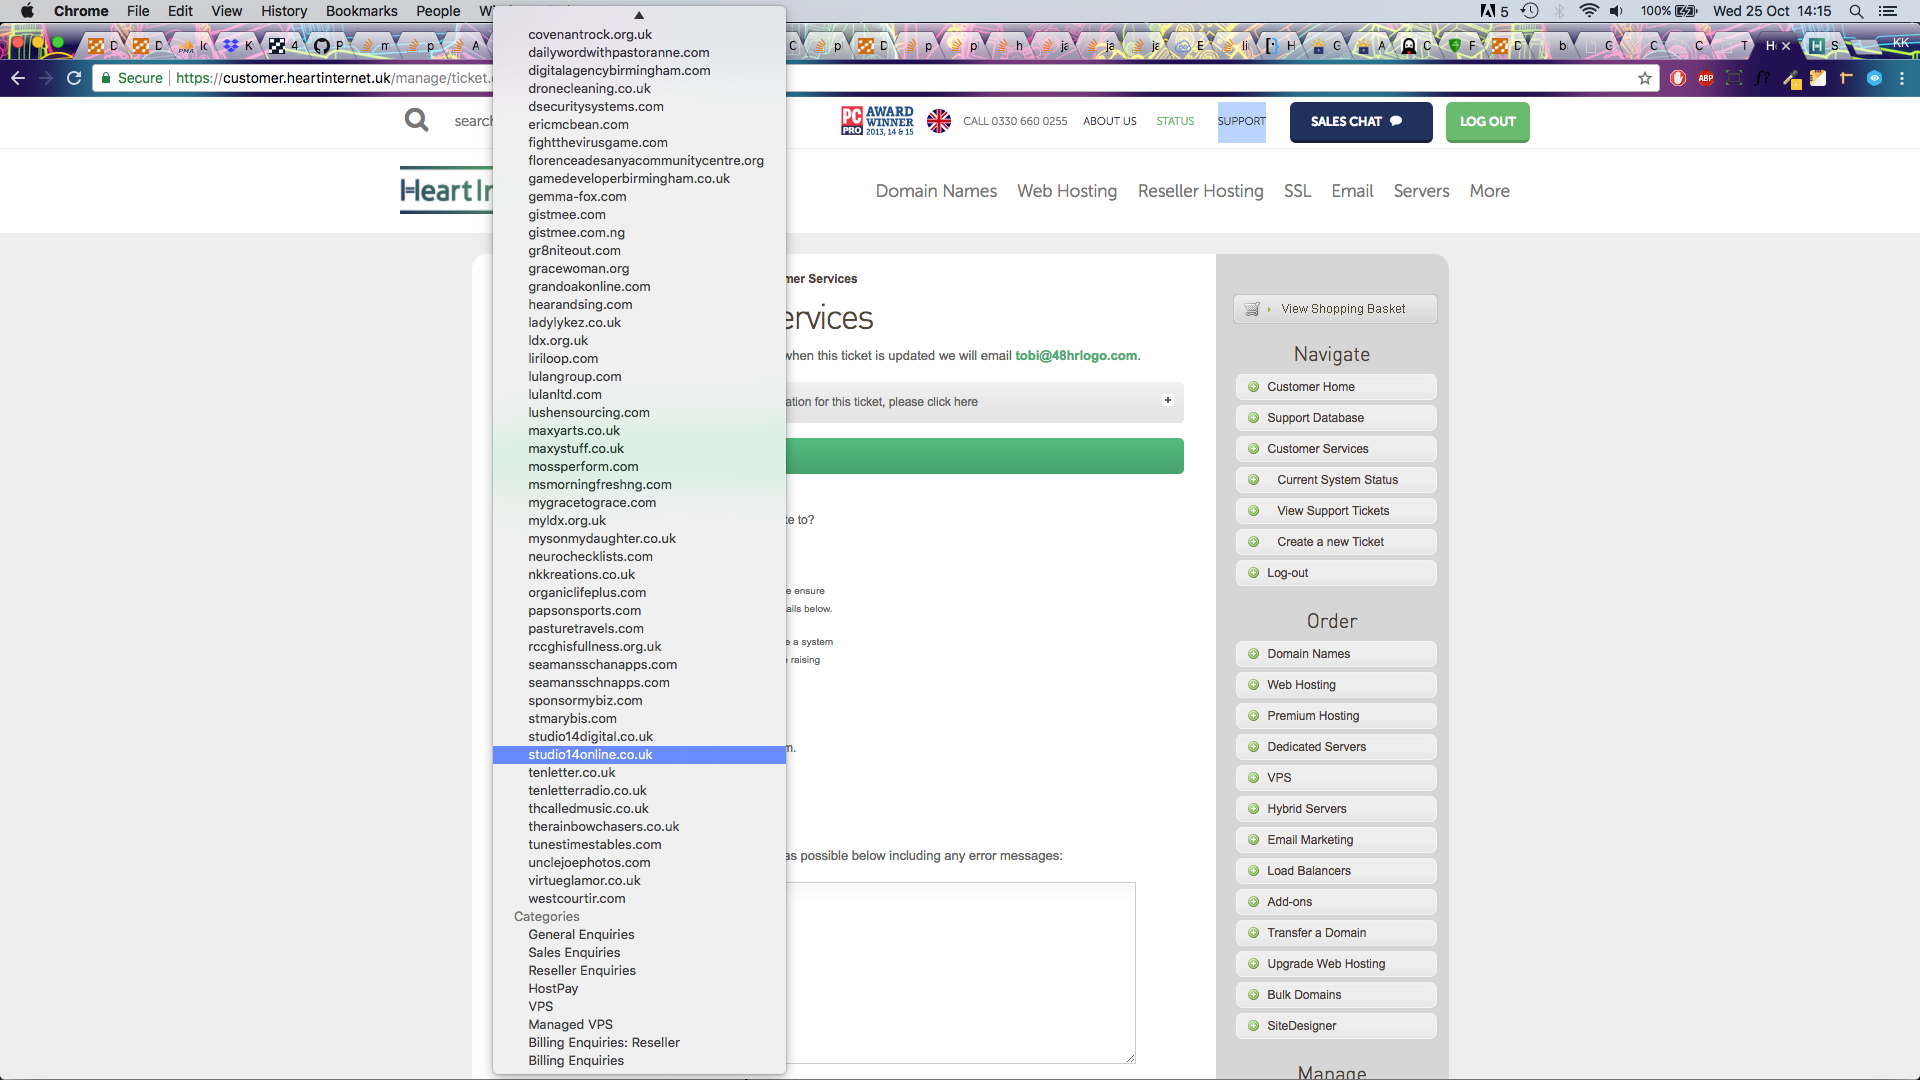 Chrome File Edit View History Bookmarks People
5 100% Wed 25 Oct 14:15
KK
Secure https://customer.heartinternet.uk/manage/ticket.
search
PC PRO AWARD WINNER 2013, 14 & 15
CALL 0330 660 0255 ABOUT US STATUS SUPPORT SALES CHAT LOG OUT
Heart
Domain Names Web Hosting Reseller Hosting SSL Email Servers More
covenantrock.org.uk
dailywordwithpastoranne.com
digitalagencybirmingham.com
dronecleaning.co.uk
dsecuritysystems.com
ericmcbean.com
fightthevirusgame.com
florenceadesanyacommunitycentre.org
gamedeveloperbirmingham.co.uk
gemma-fox.com
gistmee.com
gistmee.com.ng
gr8niteout.com
gracewoman.org
grandoakonline.com
hearandsing.com
ladylykez.co.uk
ldx.org.uk
liriloop.com
lulangroup.com
lulanltd.com
lushensourcing.com
maxyarts.co.uk
maxystuff.co.uk
mossperform.com
msmorningfreshng.com
mygracetograce.com
myldx.org.uk
mysonmydaughter.co.uk
neurochecklists.com
nkkreations.co.uk
organiclifeplus.com
papsonsports.com
pasturetravels.com
rccghisfullness.org.uk
seamansschanapps.com
seamansschnapps.com
sponsormybiz.com
stmarybis.com
studio14digital.co.uk
studio14online.co.uk
tenletter.co.uk
tenletterradio.co.uk
thcalledmusic.co.uk
therainbowchasers.co.uk
tunestimestables.com
unclejoephotos.com
virtueglamor.co.uk
westcourtir.com
Categories
General Enquiries
Sales Enquiries
Reseller Enquiries
HostPay
VPS
Managed VPS
Billing Enquiries: Reseller
Billing Enquiries
mer Services
ervices
when this ticket is updated we will email tobi@48hrlogo.com.
ation for this ticket, please click here
te to?
e ensure
ails below.
e a system
raising
m.
as possible below including any error messages:
View Shopping Basket
Navigate
Customer Home
Support Database
Customer Services
Current System Status
View Support Tickets
Create a new Ticket
Log-out
Order
Domain Names
Web Hosting
Premium Hosting
Dedicated Servers
VPS
Hybrid Servers
Email Marketing
Load Balancers
Add-ons
Transfer a Domain
Upgrade Web Hosting
Bulk Domains
SiteDesigner
Manage